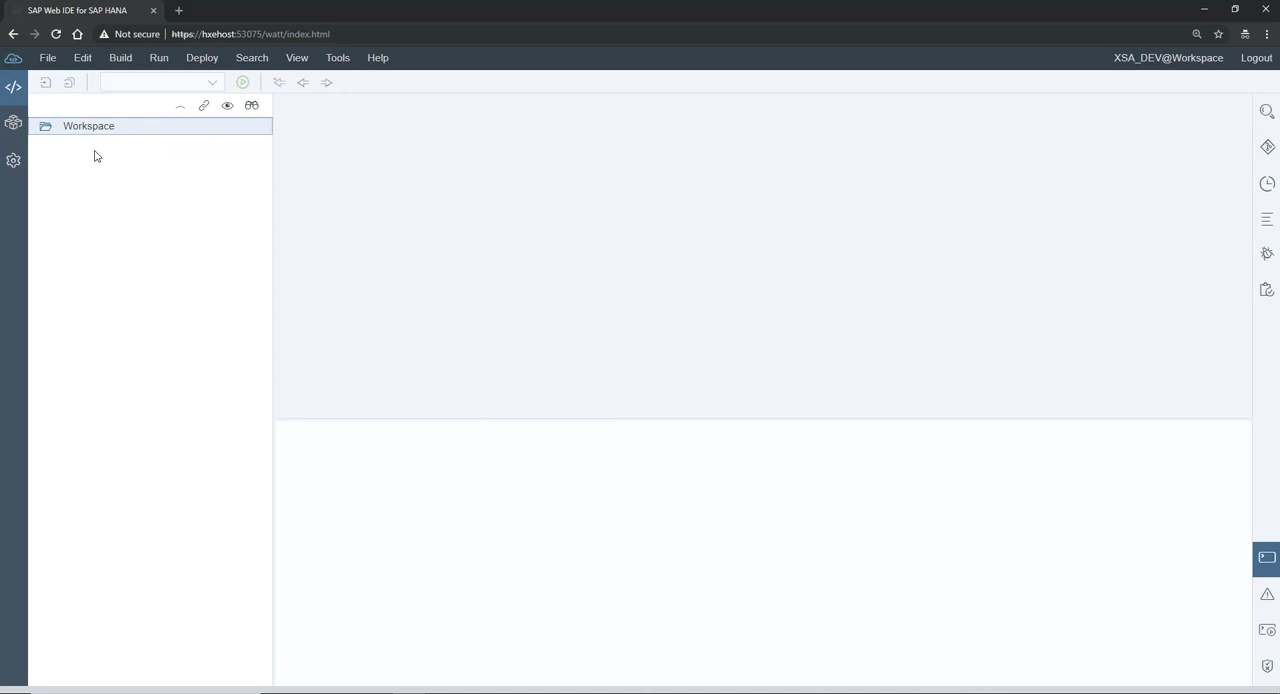 SAP Web IDE for SAP HANA
Not secure | https://hxehost:53075/watt/index.html
File Edit Build Run Deploy Search View Tools Help XSA_DEV@Workspace Logout
Workspace